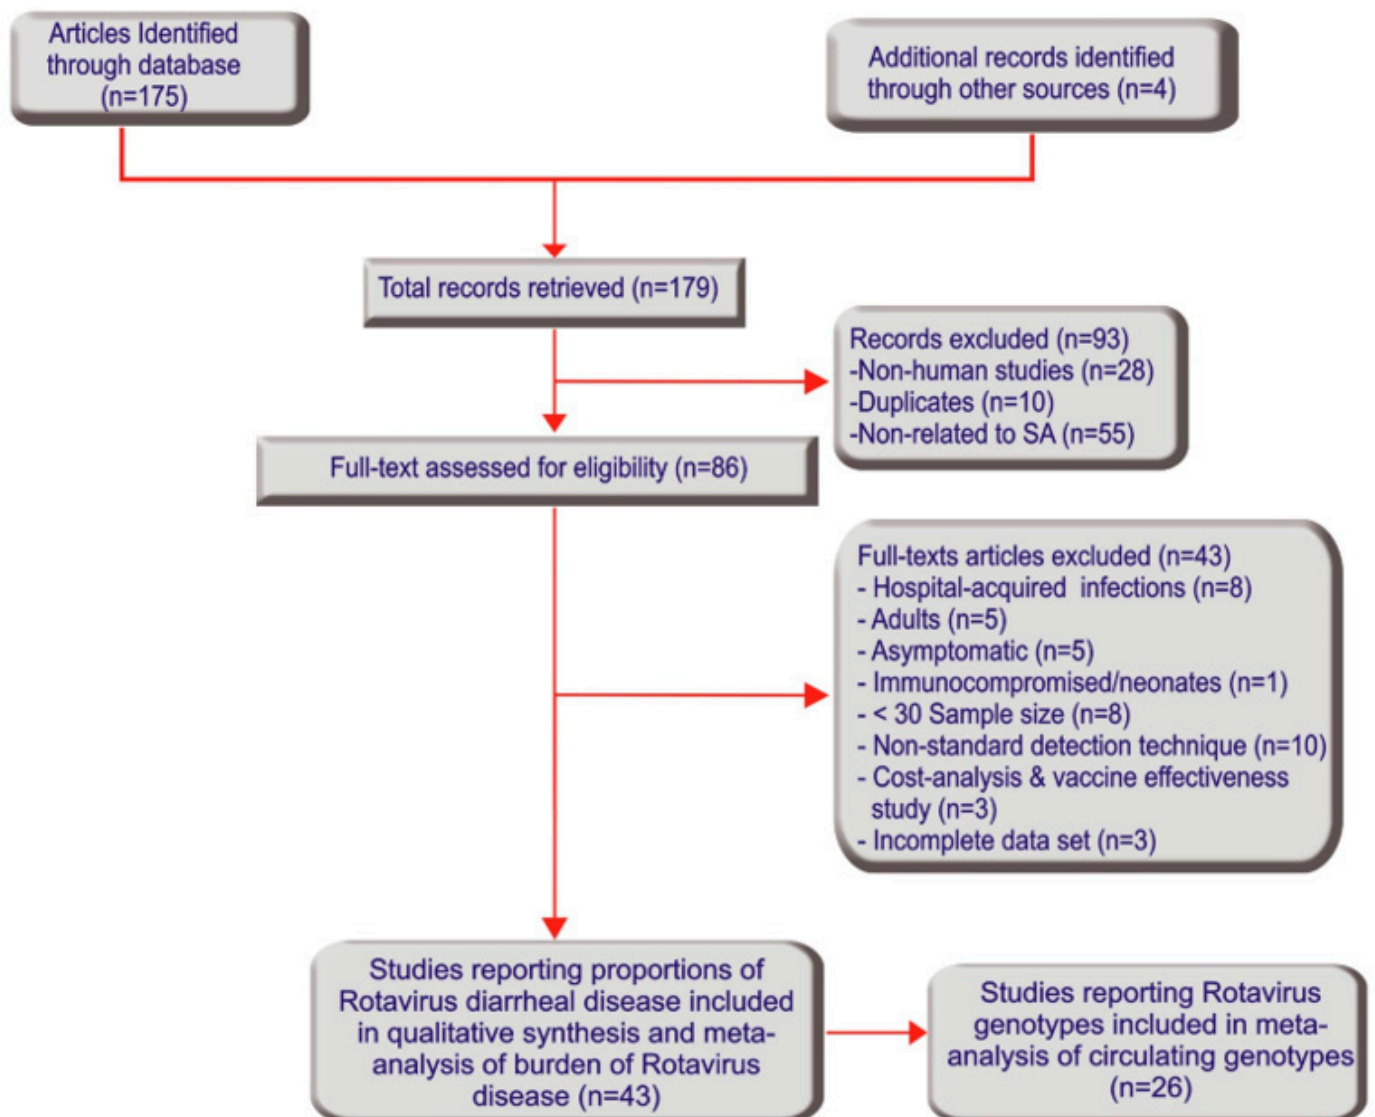 Articles Identified
through database
(n=175)
Additional records identified
through other sources (n=4)
Total records retrieved (n=179)
Records excluded (n=93)
-Non-human studies (n=28)
-Duplicates (n=10)
-Non-related to SA (n=55)
Full-text assessed for eligibility (n=86)
Full-texts articles excluded (n=43)
- Hospital-acquired infections (n=8)
- Adults (n=5)
- Asymptomatic (n=5)
- Immunocompromised/neonates (n=1)
- < 30 Sample size (n=8)
- Non-standard detection technique (n=10)
- Cost-analysis & vaccine effectiveness
study (n=3)
- Incomplete data set (n=3)
Studies reporting proportions of
Rotavirus diarrheal disease included
in qualitative synthesis and meta-
analysis of burden of Rotavirus
disease (n=43)
Studies reporting Rotavirus
genotypes included in meta-
analysis of circulating genotypes
(n=26)